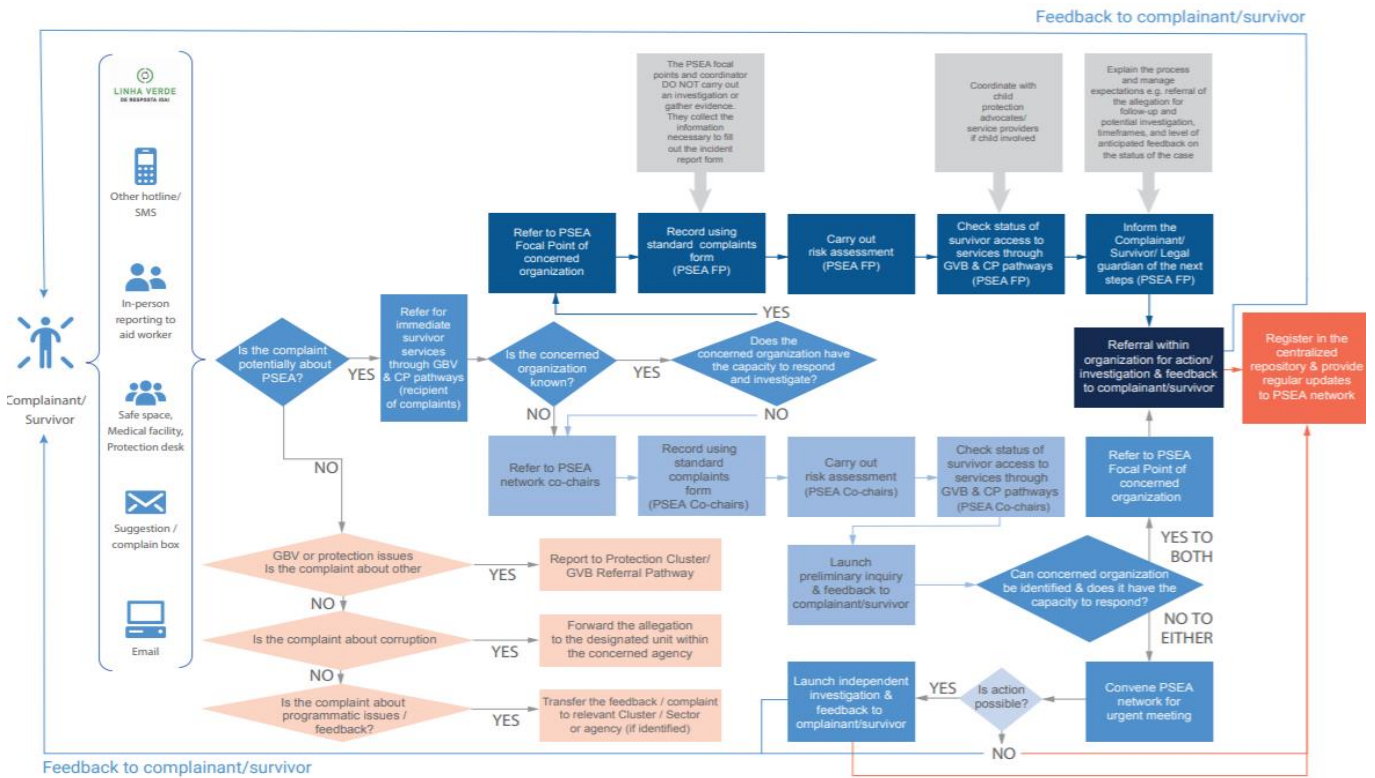 Feedback to complainant/survivor
LINHA VERDE
DE RESPOSTA (SEA)
Other hotline/
SMS
In-person
reporting to
aid worker
Safe space,
Medical facility,
Protection desk
Suggestion /
complain box
Email
Complainant/
Survivor
The PSEA focal
points and coordinator
DO NOT carry out
an investigation or
gather evidence.
They collect the
information
necessary to fill
out the incident
report form
Coordinate with
child
protection
advocates/
service providers
if child involved
Explain the process
and manage
expectations e.g. referral of
the allegation for
follow-up and
potential investigation,
timeframes, and level of
anticipated feedback on
the status of the case
Refer to PSEA
Focal Point of
concerned
organization
Record using
standard complaints
form
(PSEA FP)
Carry out
risk assessment
(PSEA FP)
Check status of
survivor access to
services through
GVB & CP pathways
(PSEA FP)
Inform the
Complainant/
Survivor/ Legal
guardian of the next
steps (PSEA FP)
YES
Is the complaint
potentially about
PSEA?
YES
Refer for
immediate
survivor
services
through GBV
& CP pathways
(recipient
of complaints)
Is the concerned
organization
known?
YES
Does the
concerned organization have
the capacity to respond
and investigate?
Referral within
organization for action/
investigation & feedback
to complainant/survivor
Register in the
centralized
repository & provide
regular updates
to PSEA network
NO
NO
NO
Refer to PSEA
network co-chairs
Record using
standard
complaints
form
(PSEA Co-chairs)
Carry out
risk assessment
(PSEA Co-chairs)
Check status of
survivor access to
services through
GVB & CP pathways
(PSEA Co-chairs)
Refer to PSEA
Focal Point of
concerned
organization
YES TO
BOTH
Launch
preliminary inquiry
& feedback to
complainant/survivor
Can concerned organization
be identified & does it have the
capacity to respond?
NO TO
EITHER
GBV or protection issues
Is the complaint about other
YES
Report to Protection Cluster/
GVB Referral Pathway
NO
Is the complaint about corruption
YES
Forward the allegation
to the designated unit within
the concerned agency
NO
Is the complaint about
programmatic issues /
feedback?
YES
Transfer the feedback / complaint
to relevant Cluster / Sector
or agency (if identified)
Launch independent
investigation &
feedback to
omplainant/survivor
YES
Is action
possible?
Convene PSEA
network for
urgent meeting
NO
Feedback to complainant/survivor